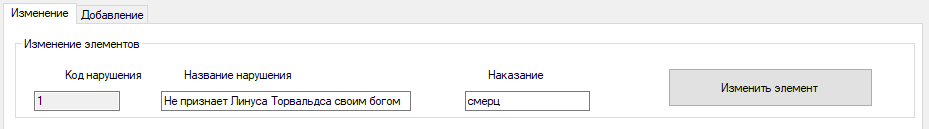 Изменение Добавление
Изменение элементов
Код нарушения Название нарушения Наказание
1 Не признает Линуса Торвальдса своим богом смерц Изменить элемент